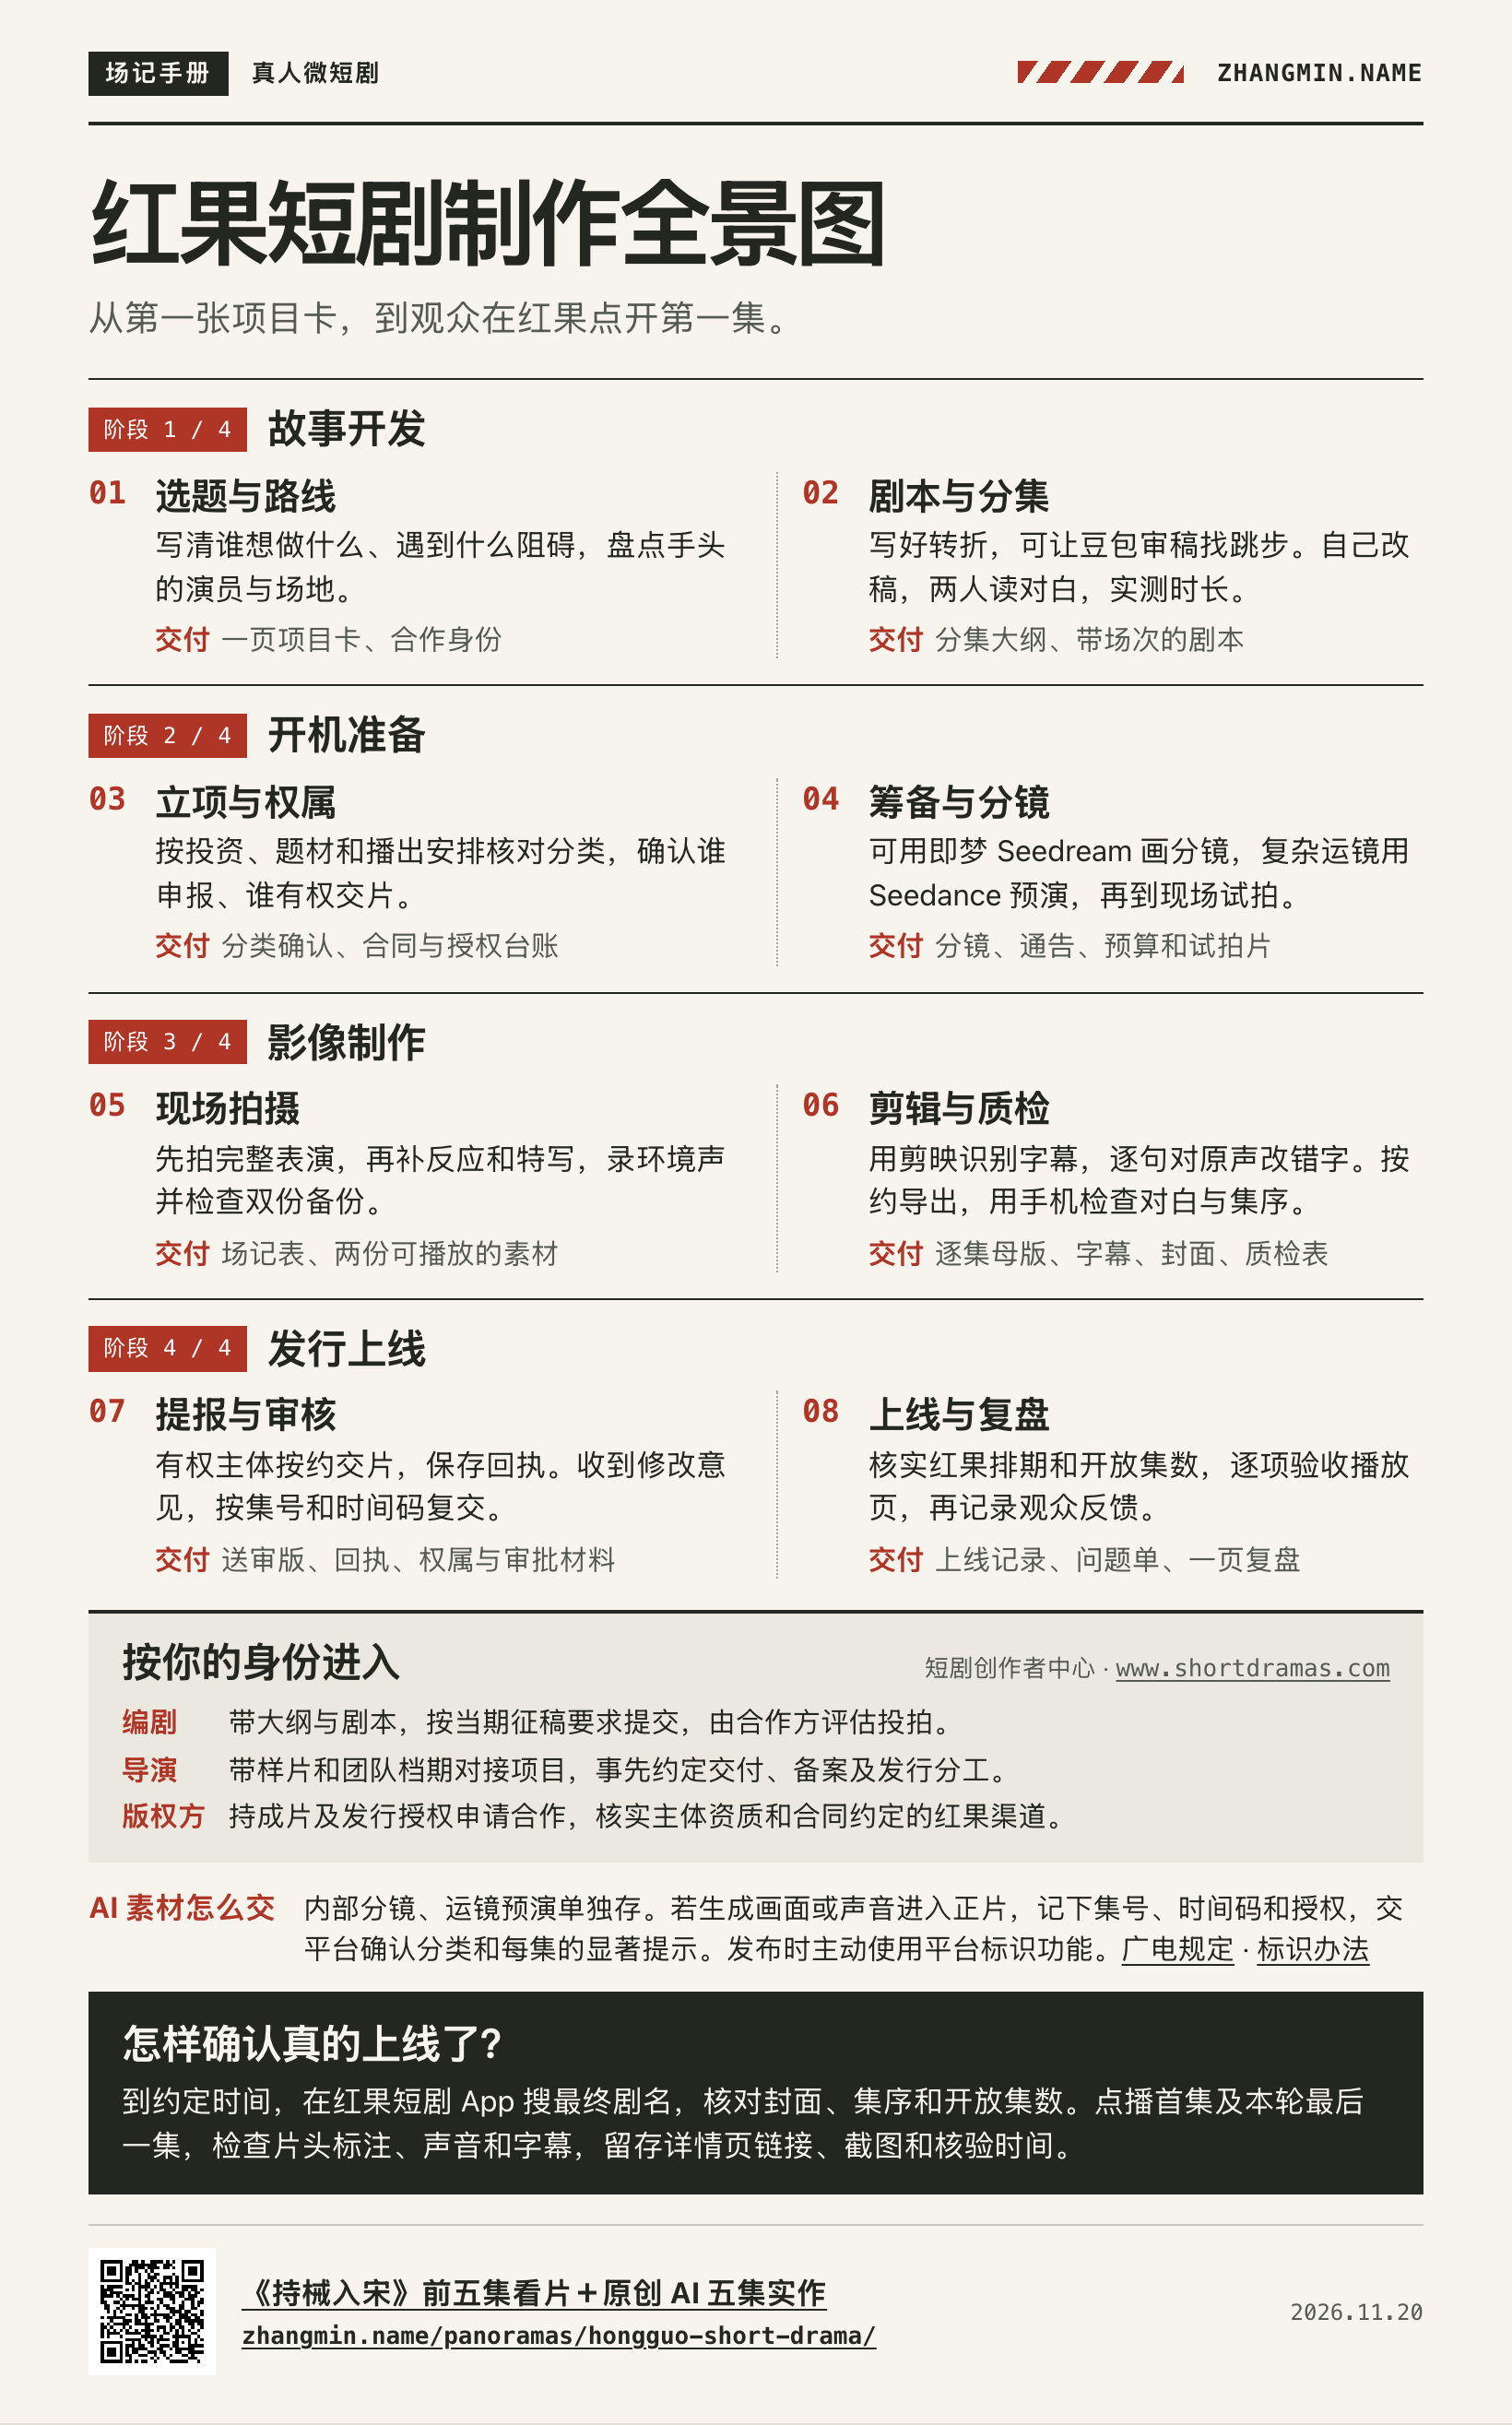 场记手册 真人微短剧 ZHANGMIN.NAME
红果短剧制作全景图
从第一张项目卡，到观众在红果点开第一集。
阶段 1 / 4 故事开发
01 选题与路线
写清谁想做什么、遇到什么阻碍，盘点手头
的演员与场地。
交付 一页项目卡、合作身份
02 剧本与分集
写好转折，可让豆包审稿找跳步。自己改
稿，两人读对白，实测时长。
交付 分集大纲、带场次的剧本
阶段 2 / 4 开机准备
03 立项与权属
按投资、题材和播出安排核对分类，确认谁
申报、谁有权交片。
交付 分类确认、合同与授权台账
04 筹备与分镜
可用即梦 Seedream 画分镜，复杂运镜用
Seedance 预演，再到现场试拍。
交付 分镜、通告、预算和试拍片
阶段 3 / 4 影像制作
05 现场拍摄
先拍完整表演，再补反应和特写，录环境声
并检查双份备份。
交付 场记表、两份可播放的素材
06 剪辑与质检
用剪映识别字幕，逐句对原声改错字。按
约导出，用手机检查对白与集序。
交付 逐集母版、字幕、封面、质检表
阶段 4 / 4 发行上线
07 提报与审核
有权主体按约交片，保存回执。收到修改意
见，按集号和时间码复交。
交付 送审版、回执、权属与审批材料
08 上线与复盘
核实红果排期和开放集数，逐项验收播放
页，再记录观众反馈。
交付 上线记录、问题单、一页复盘
按你的身份进入 短剧创作者中心 · www.shortdramas.com
编剧 带大纲与剧本，按当期征稿要求提交，由合作方评估投拍。
导演 带样片和团队档期对接项目，事先约定交付、备案及发行分工。
版权方 持成片及发行授权申请合作，核实主体资质和合同约定的红果渠道。
AI 素材怎么交 内部分镜、运镜预演单独存。若生成画面或声音进入正片，记下集号、时间码和授权，交
平台确认分类和每集的显著提示。发布时主动使用平台标识功能。广电规定 · 标识办法
怎样确认真的上线了？
到约定时间，在红果短剧 App 搜最终剧名，核对封面、集序和开放集数。点播首集及本轮最后
一集，检查片头标注、声音和字幕，留存详情页链接、截图和核验时间。
《持械入宋》前五集看片＋原创 AI 五集实作
zhangmin.name/panoramas/hongguo-short-drama/
2026.11.20